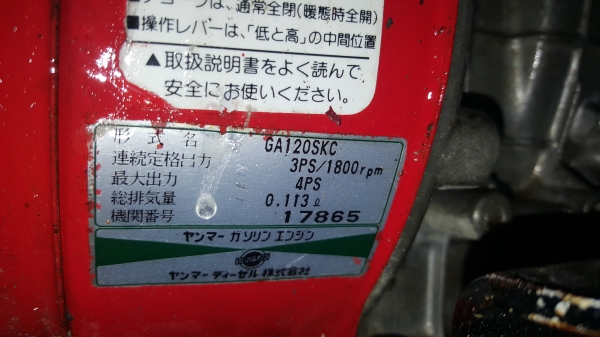 ■チョークは、通常全閉(暖態時全開)
■操作レバーは、「低と高」の中間位置
▲取扱説明書をよく読んで、
安全にお使いください。
形式名 GA120SKC
連続定格出力 3PS/1800rpm
最大出力 4PS
総排気量 0.113ℓ
機関番号 17865
ヤンマー ガソリン エンジン
ヤンマー ディーゼル 株式会社